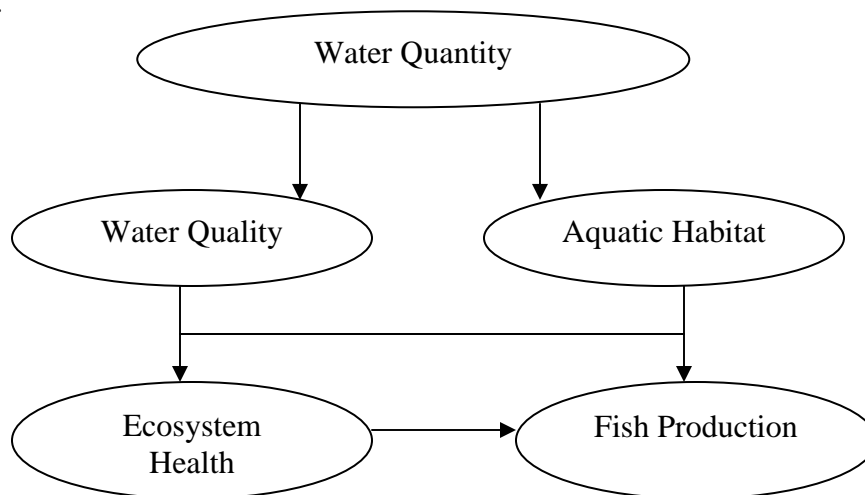 Water Quantity
Water Quality
Aquatic Habitat
Ecosystem
Health
Fish Production